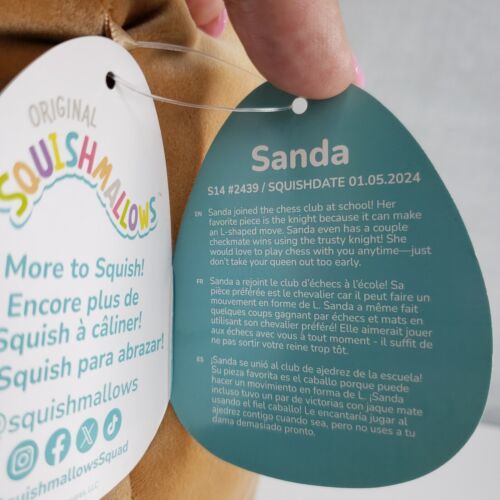 ORIGINAL
SQUISHMALLOWS
More to Squish!
Encore plus de
Squish à câliner!
Squish para abrazar!
@squishmallows
squishmallowsSquad
LLC
Sanda
S14 #2439 / SQUISHDATE 01.05.2024
EN Sanda joined the chess club at school! Her
favorite piece is the knight because it can make
an L-shaped move. Sanda even has a couple
checkmate wins using the trusty knight! She
would love to play chess with you anytime—just
don't take your queen out too early.
FR Sanda a rejoint le club d'échecs à l'école! Sa
pièce préférée est le chevalier car il peut faire un
mouvement en forme de L. Sanda a même fait
quelques coups gagnant par échecs et mats en
utilisant son chevalier préféré! Elle aimerait jouer
aux échecs avec vous à tout moment - il suffit de
ne pas sortir votre reine trop tôt.
ES ¡Sanda se unió al club de ajedrez de la escuela!
Su pieza favorita es el caballo porque puede
hacer un movimiento en forma de L. ¡Sanda
incluso tuvo un par de victorias con jaque mate
usando el fiel caballo! Le encantaría jugar al
ajedrez contigo cuando sea, pero no uses a tu
dama demasiado pronto.